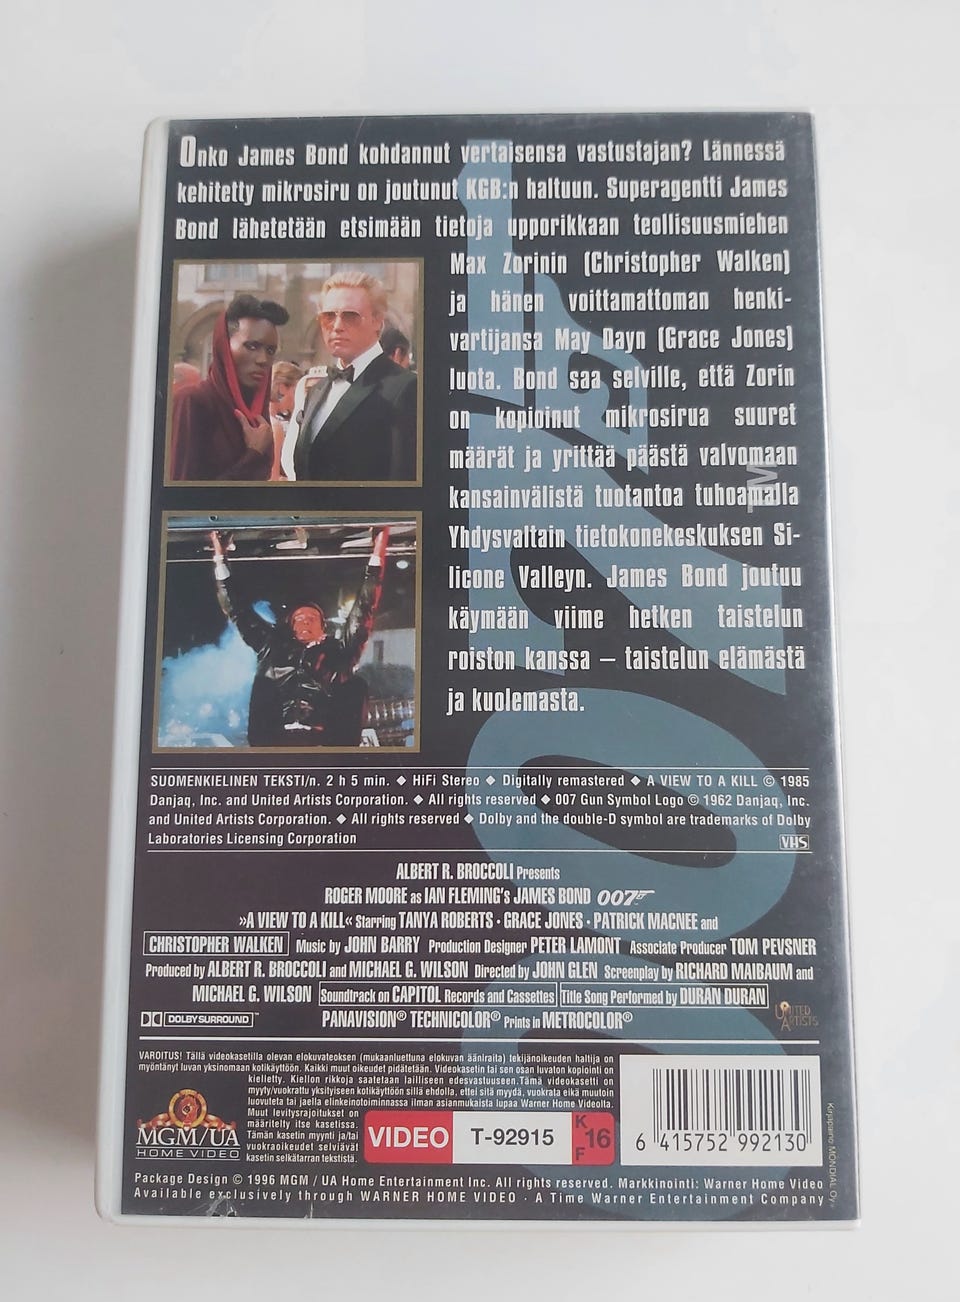 Onko James Bond kohdannut vertaisensa vastustajan? Lännessä
kehitetty mikrosiru on joutunut KGB:n haltuun. Superagentti James
Bond lähetetään etsimään tietoja upporikkaan teollisuusmiehen
Max Zorinin (Christopher Walken)
ja hänen voittamattoman henki-
vartijansa May Dayn (Grace Jones)
luota. Bond saa selville, että Zorin
on kopioinut mikrosirua suuret
määrät ja yrittää päästä valvomaan
kansainvälistä tuotantoa tuhoamalla
Yhdysvaltain tietokonekeskuksen Si-
licone Valleyn. James Bond joutuu
käymään viime hetken taistelun
roiston kanssa – taistelun elämästä
ja kuolemasta.
TM
SUOMENKIELINEN TEKSTI/n. 2 h 5 min. ◆ HiFi Stereo ◆ Digitally remastered ◆ A VIEW TO A KILL © 1985
Danjaq, Inc. and United Artists Corporation. ◆ All rights reserved ◆ 007 Gun Symbol Logo © 1962 Danjaq, Inc.
and United Artists Corporation. ◆ All rights reserved ◆ Dolby and the double-D symbol are trademarks of Dolby
Laboratories Licensing Corporation
VHS
ALBERT R. BROCCOLI Presents
ROGER MOORE as IAN FLEMING'S JAMES BOND 007
»A VIEW TO A KILL« Starring TANYA ROBERTS · GRACE JONES · PATRICK MACNEE and
CHRISTOPHER WALKEN Music by JOHN BARRY Production Designer PETER LAMONT Associate Producer TOM PEVSNER
Produced by ALBERT R. BROCCOLI and MICHAEL G. WILSON Directed by JOHN GLEN Screenplay by RICHARD MAIBAUM and
MICHAEL G. WILSON Soundtrack on CAPITOL Records and Cassettes Title Song Performed by DURAN DURAN
DOLBY SURROUND™ PANAVISION® TECHNICOLOR® Prints in METROCOLOR®
UNITED ARTISTS
VAROITUS! Tällä videokasetilla olevan elokuvateoksen (mukaanluettuna elokuvan ääniraita) tekijänoikeuden haltija on
myöntänyt luvan yksinomaan kotikäyttöön. Kaikki muut oikeudet pidätetään. Videokasetin tai sen osan luvaton kopiointi on
kielletty. Kiellon rikkoja saatetaan lailliseen edesvastuuseen. Tämä videokasetti on
myyty/vuokrattu yksityiseen kotikäyttöön sillä ehdolla, ettei sitä myydä, vuokrata eikä muutoin
luovuteta tai jaella elinkeinotoiminnassa ilman asianmukaista lupaa Warner Home Videolla.
Muut levitysrajoitukset on
määritelty itse kasetissa.
Tämän kasetin myynti ja/tai
vuokraoikeudet selviävät
kasetin selkätarran tekstistä.
MGM/UA
HOME VIDEO
VIDEO T-92915 KF 16
6 415752 992130
Kirjapaino MONDIAL Oy
Package Design © 1996 MGM / UA Home Entertainment Inc. All rights reserved. Markkinointi: Warner Home Video
Available exclusively through WARNER HOME VIDEO · A Time Warner Entertainment Company